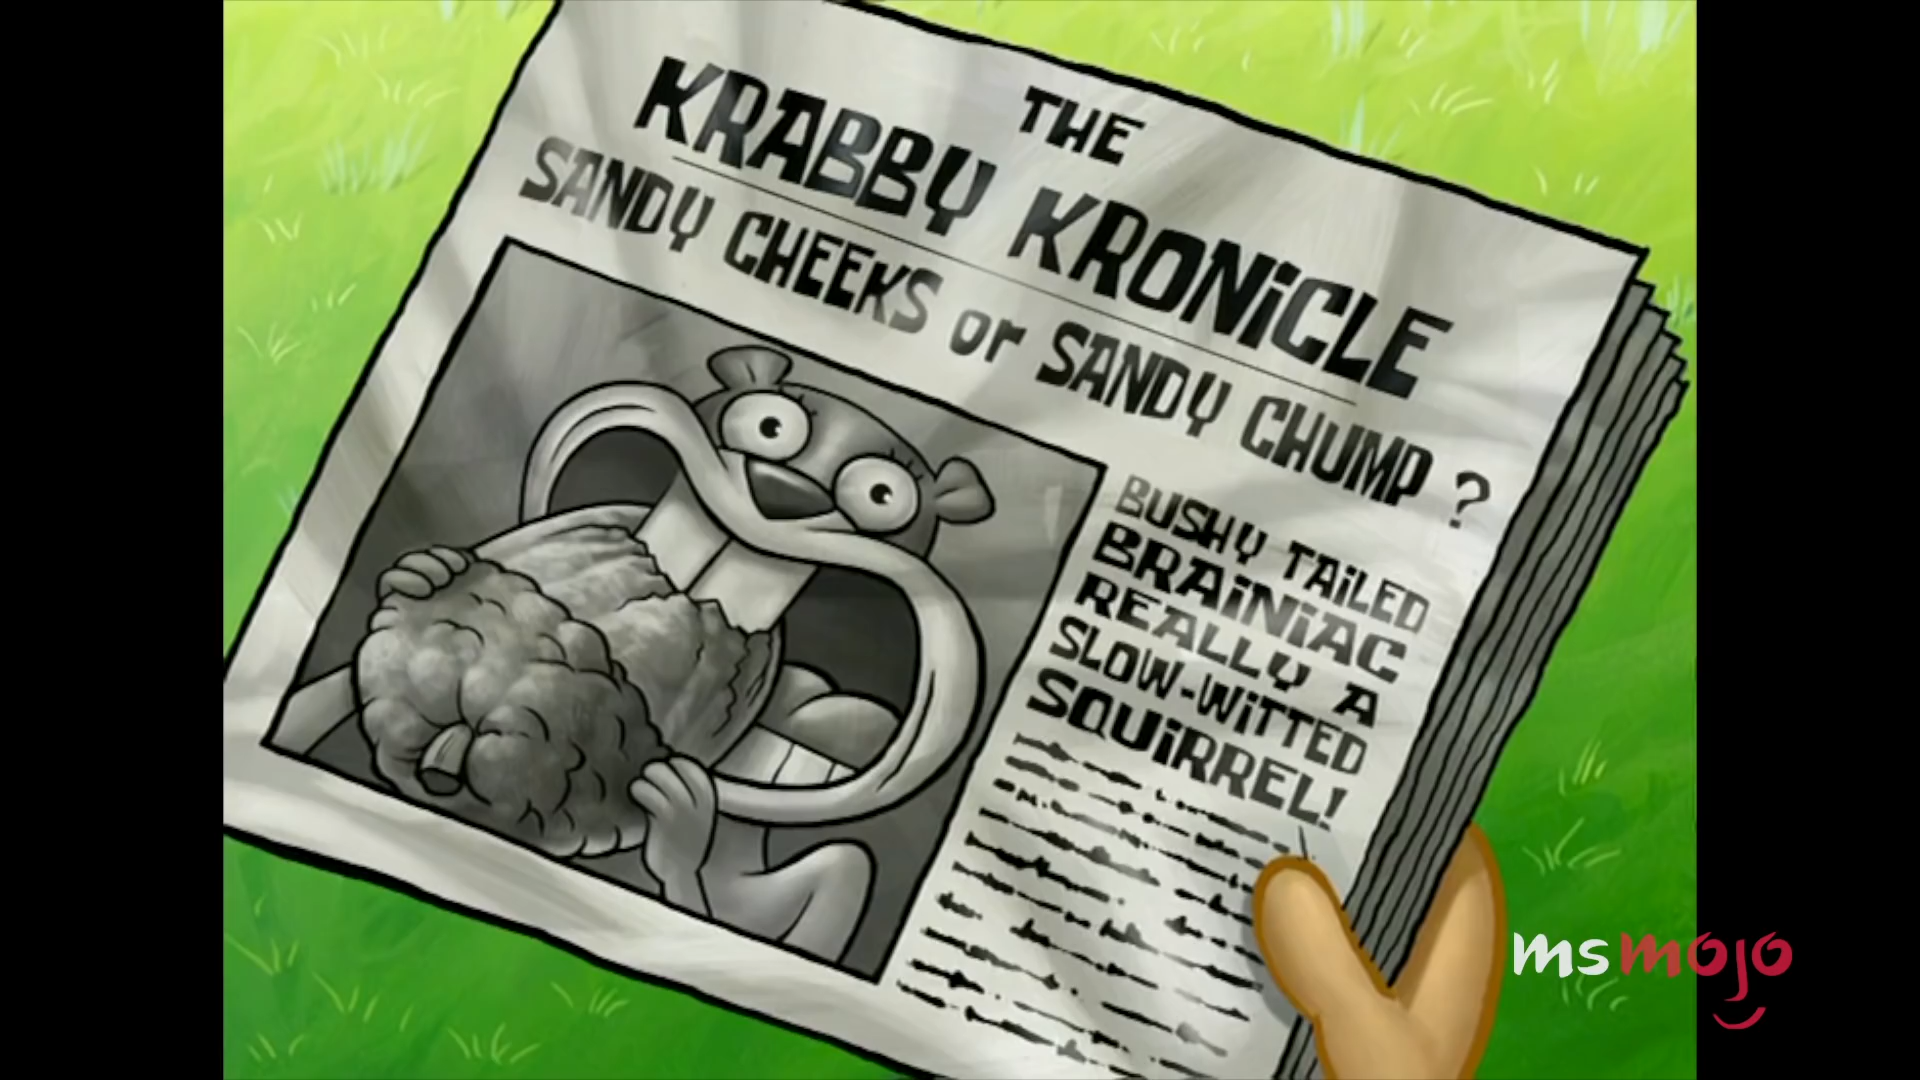 THE
KRABBY KRONiCLE
SANDY CHEEKS or SANDY CHUMP ?
BUSHY TAiLED
BRAiNiAC
REALLY A
SLOW-WiTTED
SQUiRREL!
msmojo